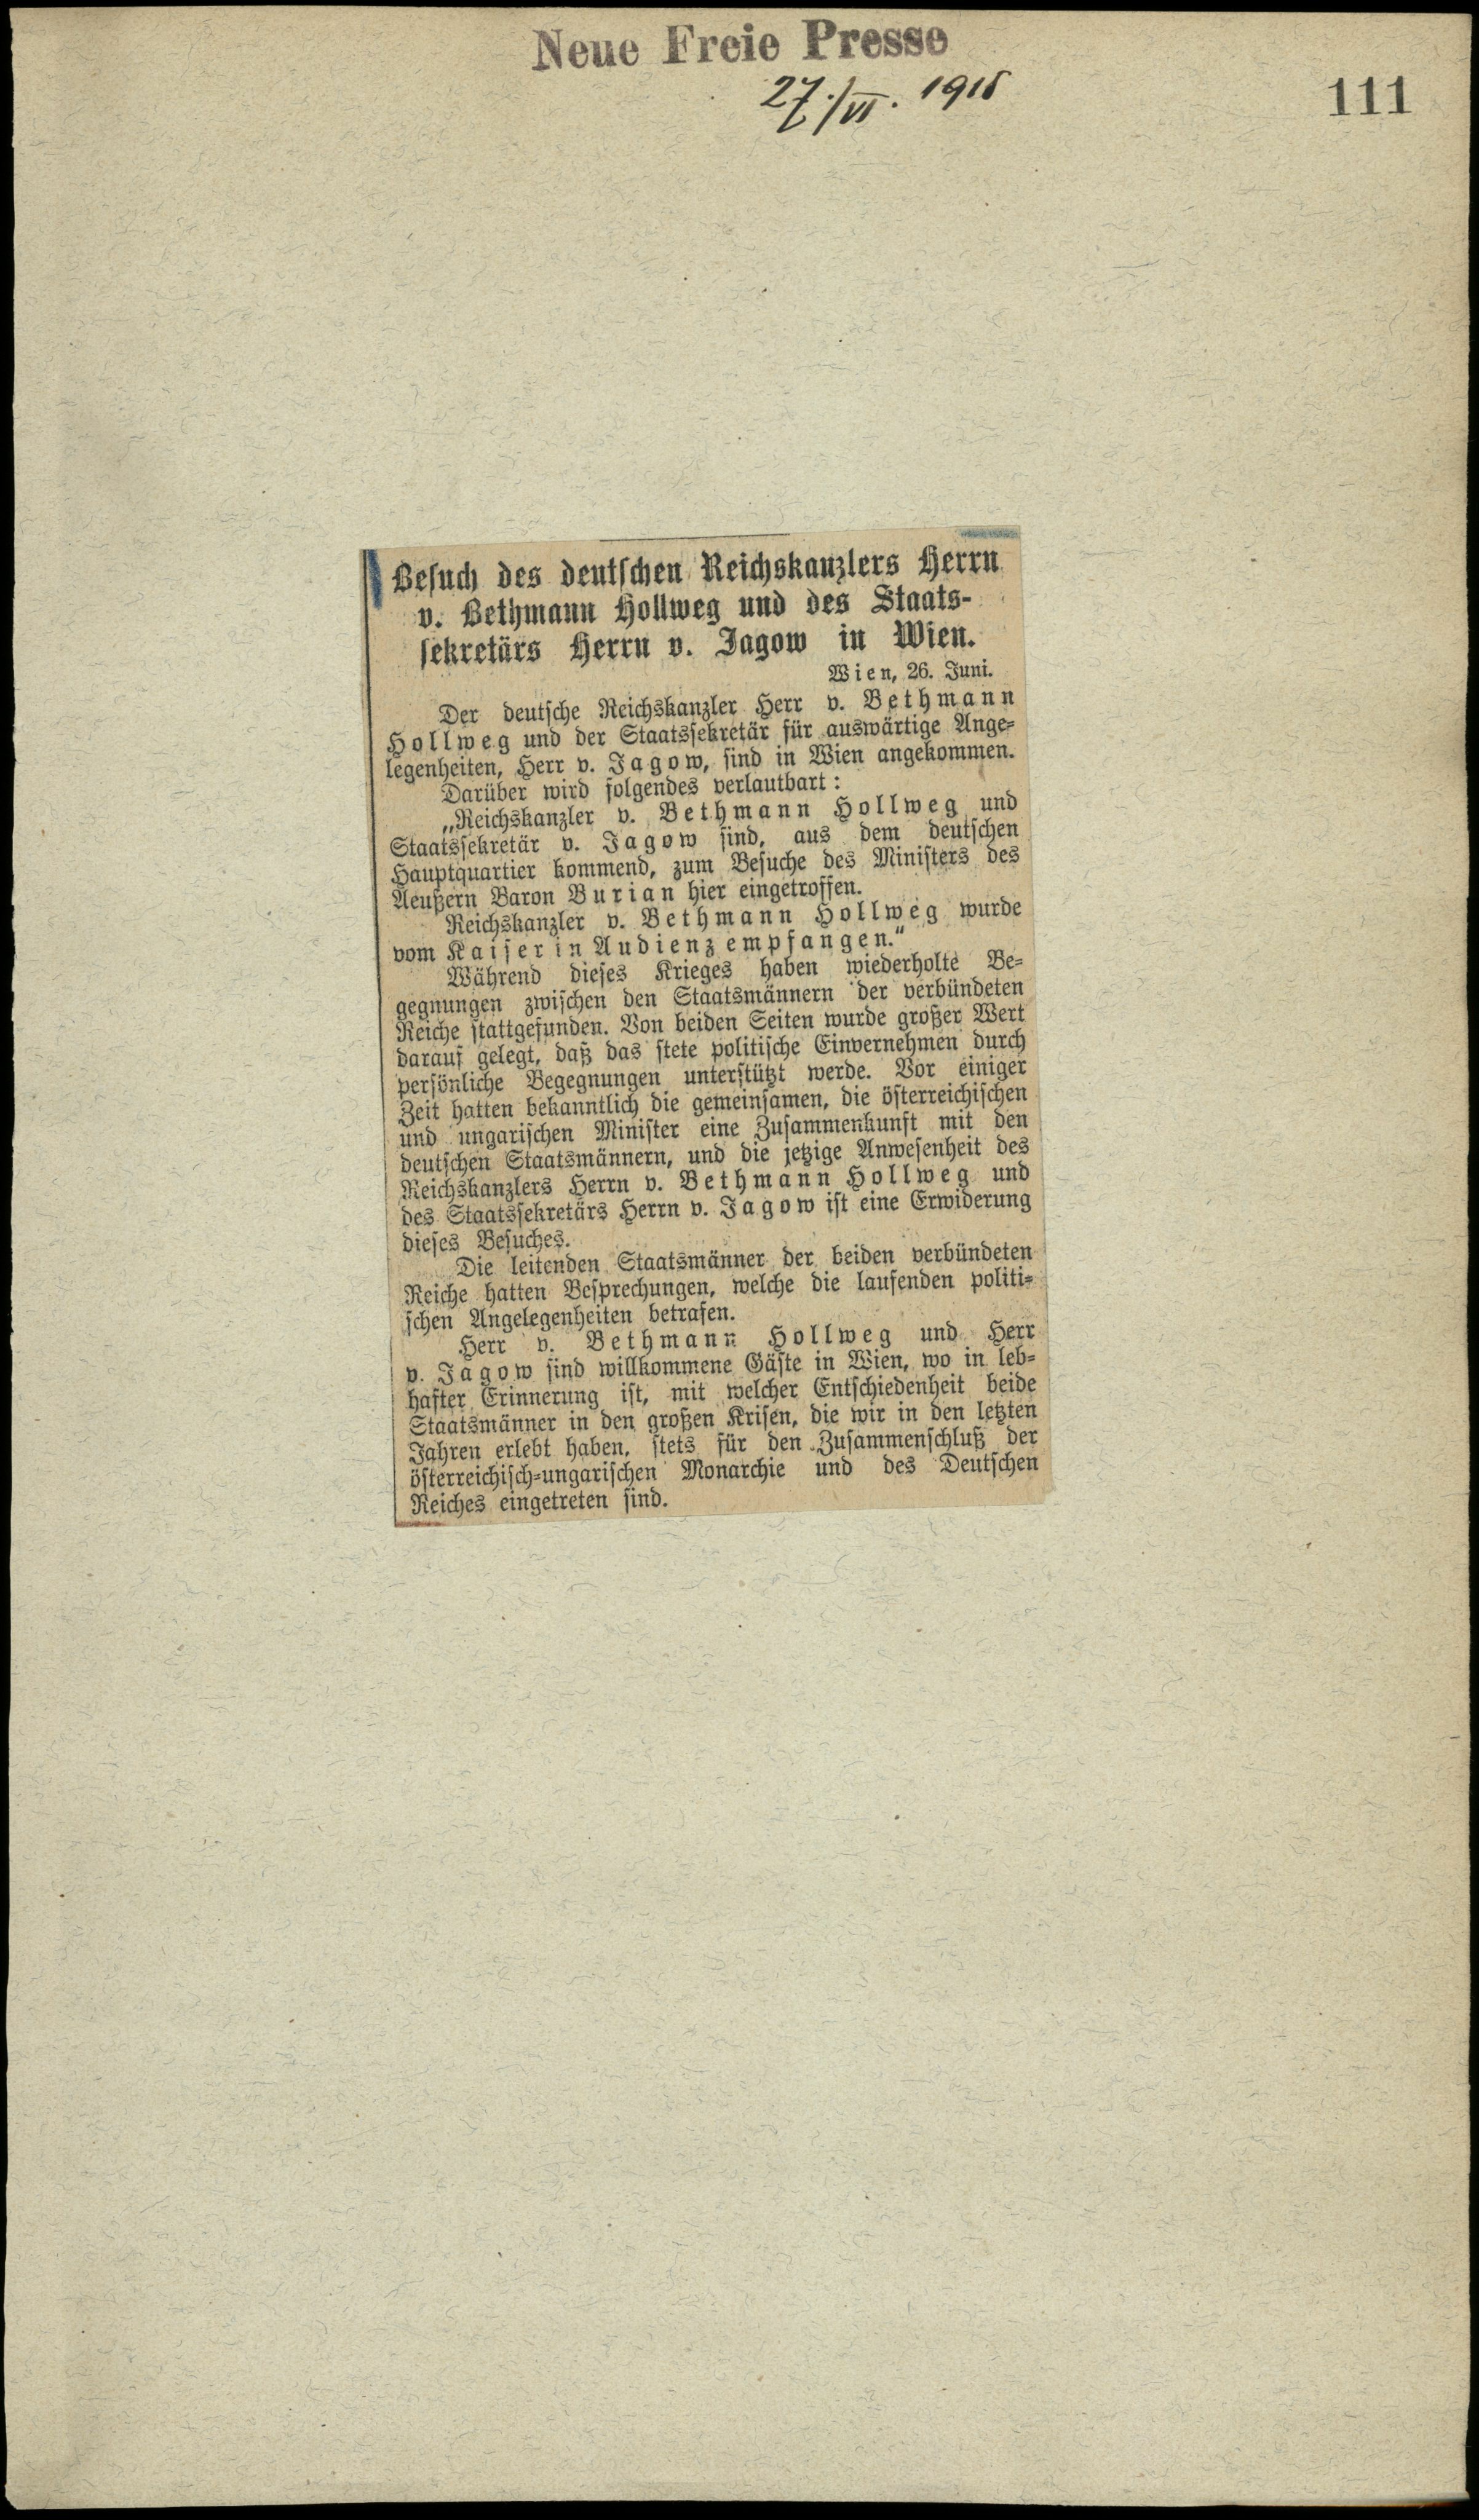 Neue Freie Presse
27./VI. 1915
111
Besuch des deutschen Reichskanzlers Herrn
v. Bethmann Hollweg und des Staats-
sekretärs Herrn v. Jagow in Wien.
Wien, 26. Juni.
Der deutsche Reichskanzler Herr v. Bethmann
Hollweg und der Staatssekretär für auswärtige Ange-
legenheiten, Herr v. Jagow, sind in Wien angekommen.
Darüber wird folgendes verlautbart:
„Reichskanzler v. Bethmann Hollweg und
Staatssekretär v. Jagow sind, aus dem deutschen
Hauptquartier kommend, zum Besuche des Ministers des
Aeußern Baron Burian hier eingetroffen.
Reichskanzler v. Bethmann Hollweg wurde
vom Kaiser in Audienz empfangen.“
Während dieses Krieges haben wiederholte Be-
gegnungen zwischen den Staatsmännern der verbündeten
Reiche stattgefunden. Von beiden Seiten wurde großer Wert
darauf gelegt, daß das stete politische Einvernehmen durch
persönliche Begegnungen unterstützt werde. Vor einiger
Zeit hatten bekanntlich die gemeinsamen, die österreichischen
und ungarischen Minister eine Zusammenkunft mit den
deutschen Staatsmännern, und die jetzige Anwesenheit des
Reichskanzlers Herrn v. Bethmann Hollweg und
des Staatssekretärs Herrn v. Jagow ist eine Erwiderung
dieses Besuches.
Die leitenden Staatsmänner der beiden verbündeten
Reiche hatten Besprechungen, welche die laufenden politi-
schen Angelegenheiten betrafen.
Herr v. Bethmann Hollweg und Herr
v. Jagow sind willkommene Gäste in Wien, wo in leb-
hafter Erinnerung ist, mit welcher Entschiedenheit beide
Staatsmänner in den großen Krisen, die wir in den letzten
Jahren erlebt haben, stets für den Zusammenschluß der
österreichisch-ungarischen Monarchie und des Deutschen
Reiches eingetreten sind.